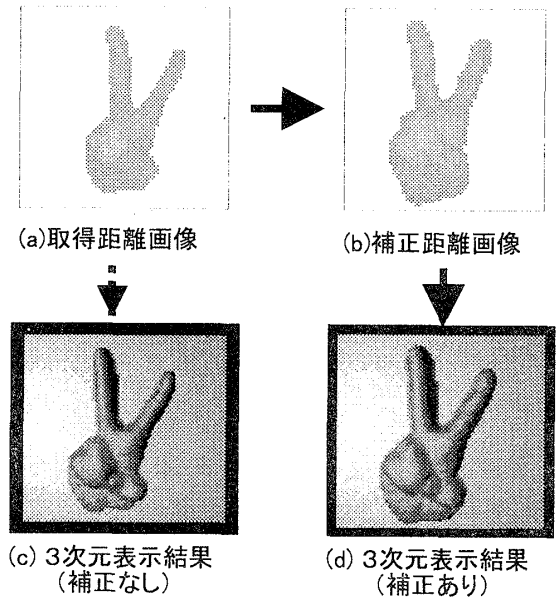 (a)取得距離画像
(b)補正距離画像
(c) 3次元表示結果
(補正なし)
(d) 3次元表示結果
(補正あり)